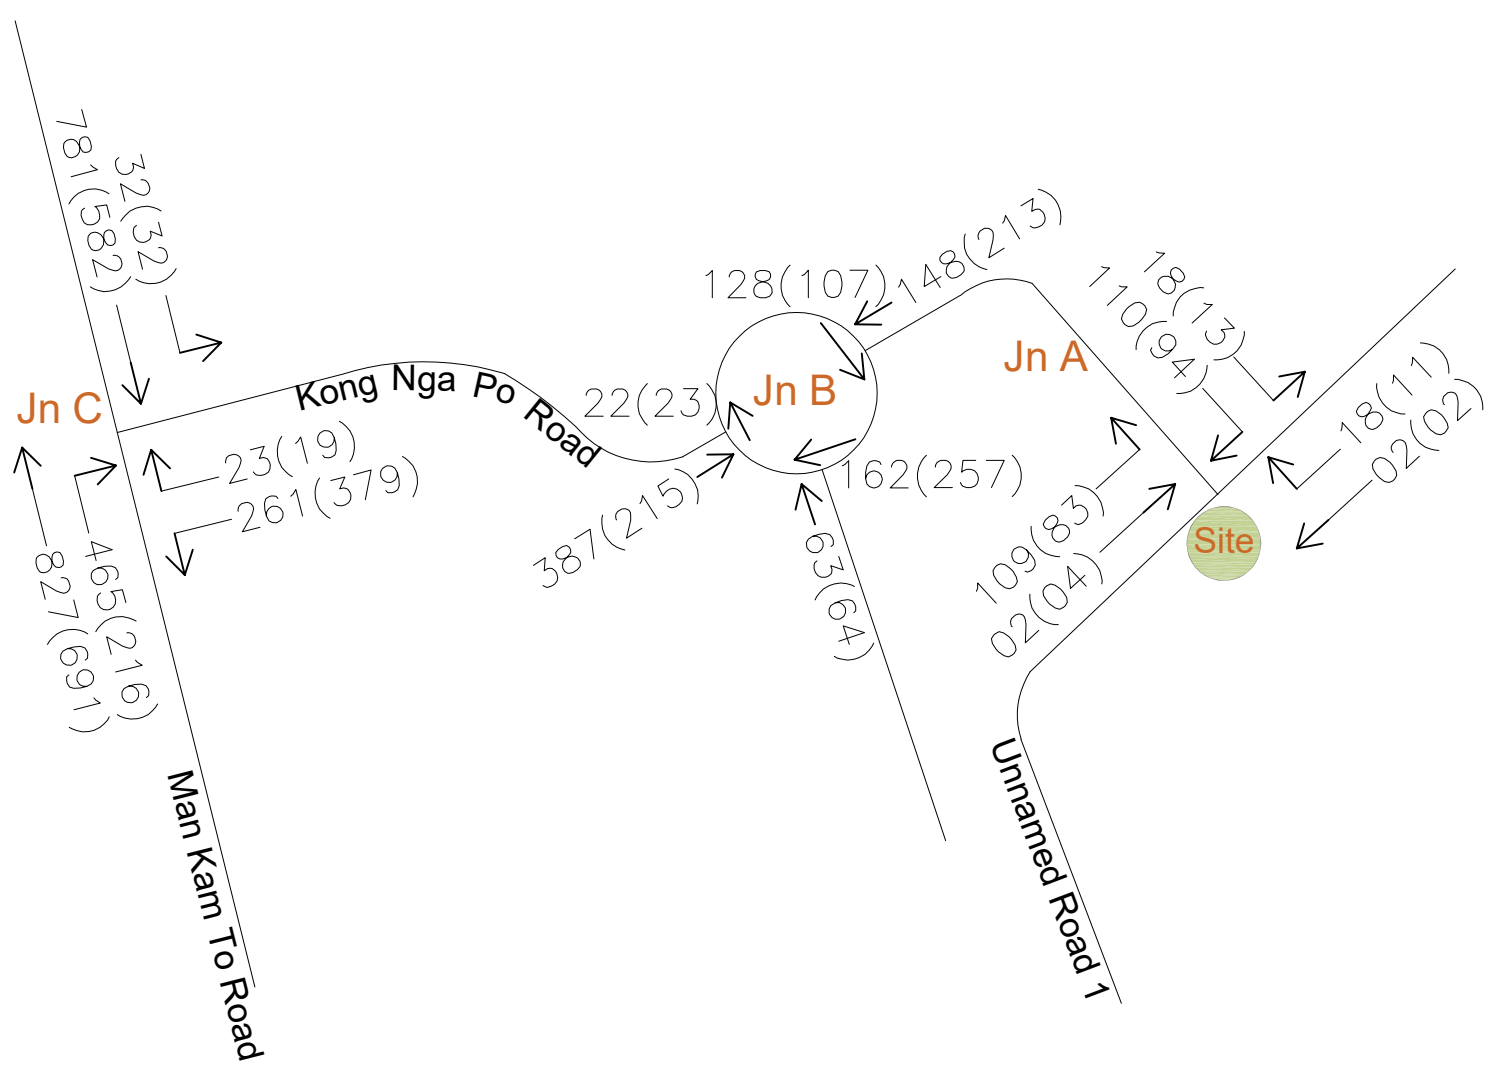 781(582)
32(32)
Jn C
Kong Nga Po Road
23(19)
261(379)
465(216)
827(691)
Man Kam To Road
128(107)
148(213)
22(23)
Jn B
387(215)
162(257)
63(64)
Jn A
18(13)
110(94)
18(11)
02(02)
109(83)
02(04)
Site
Unnamed Road 1